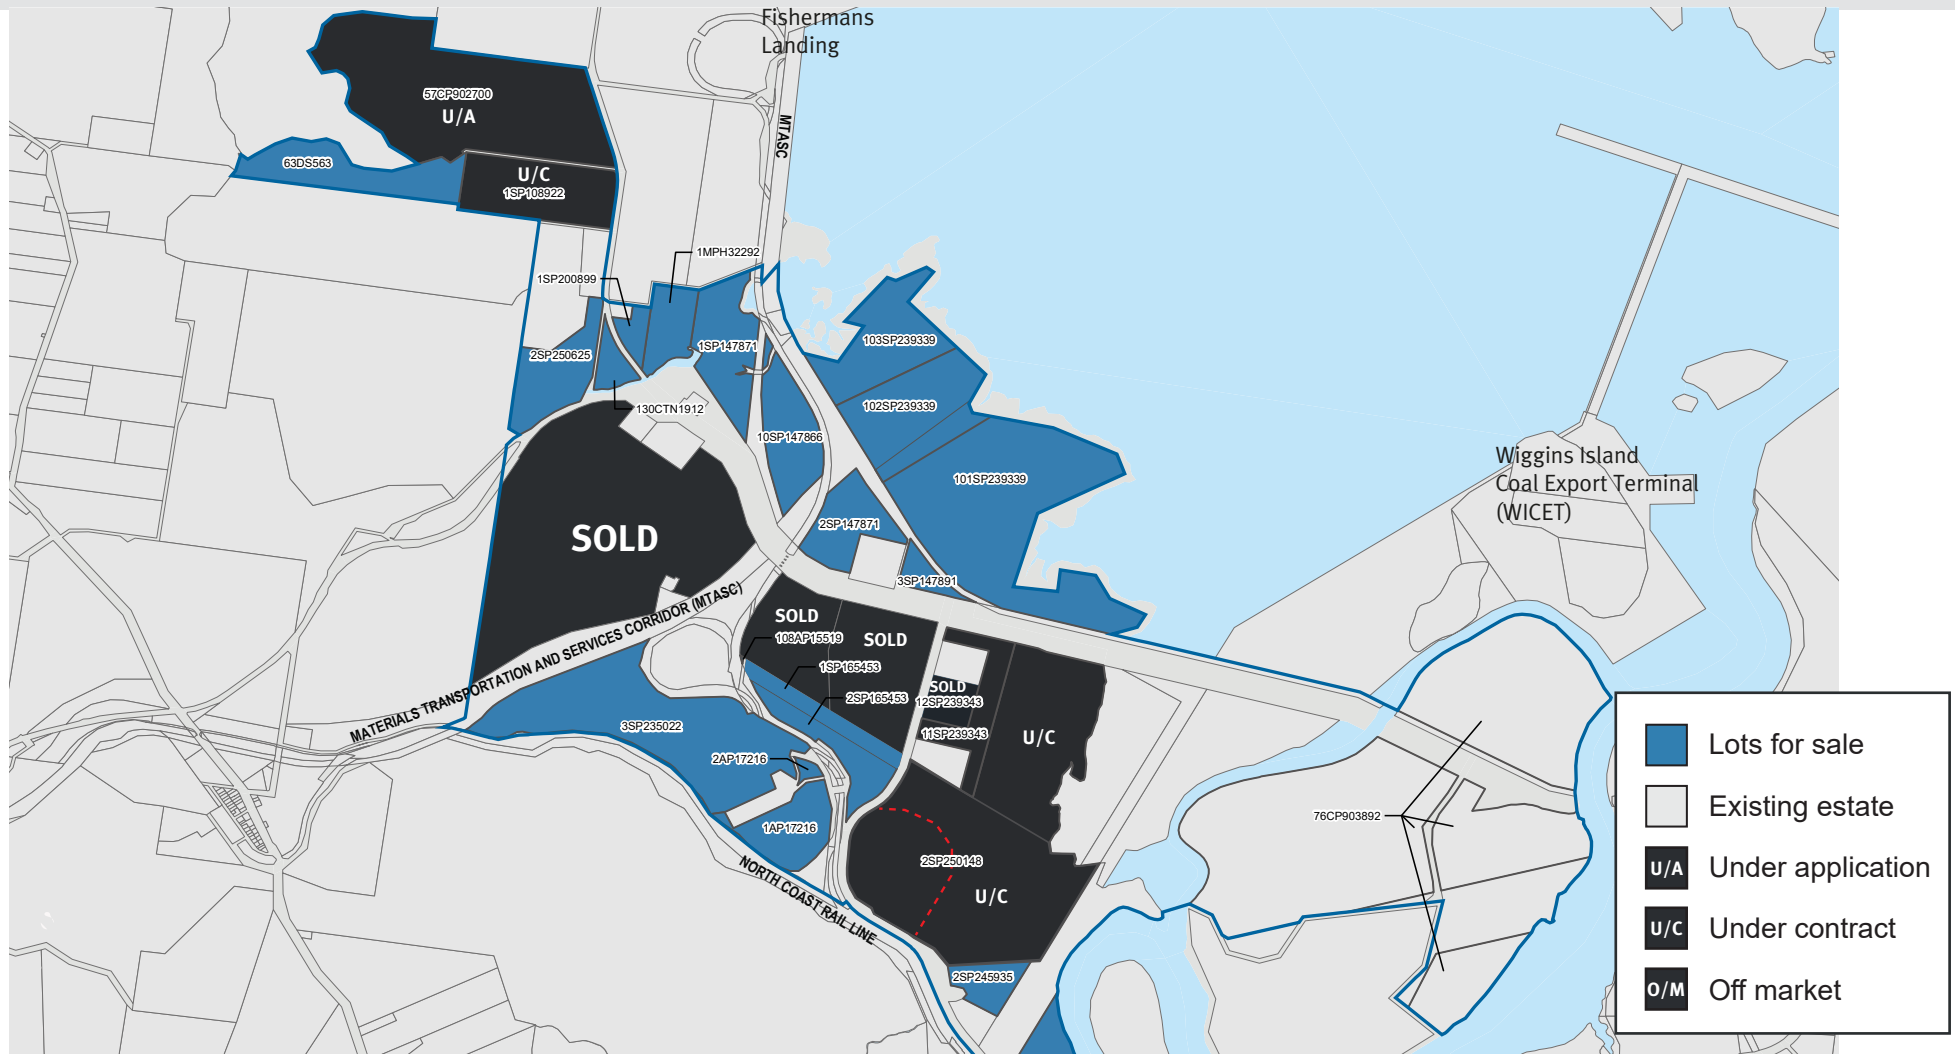 Fishermans
Landing
57CP902700
U/A
MTASC
63DS563
U/C
1SP108922
1MPH32292
1SP200899
103SP239339
1SP147871
2SP250625
102SP239339
130CTN1912
10SP147866
Wiggins Island
Coal Export Terminal
(WICET)
101SP239339
SOLD
2SP147871
3SP147891
MATERIALS TRANSPORTATION AND SERVICES CORRIDOR (MTASC)
SOLD
SOLD
108AP15519
1SP165453
SOLD
2SP165453
12SP239343
3SP235022
11SP239343
U/C
2AP17216
76CP903892
1AP17216
2SP250148
NORTH COAST RAIL LINE
U/C
2SP245935
Lots for sale
Existing estate
U/A Under application
U/C Under contract
O/M Off market